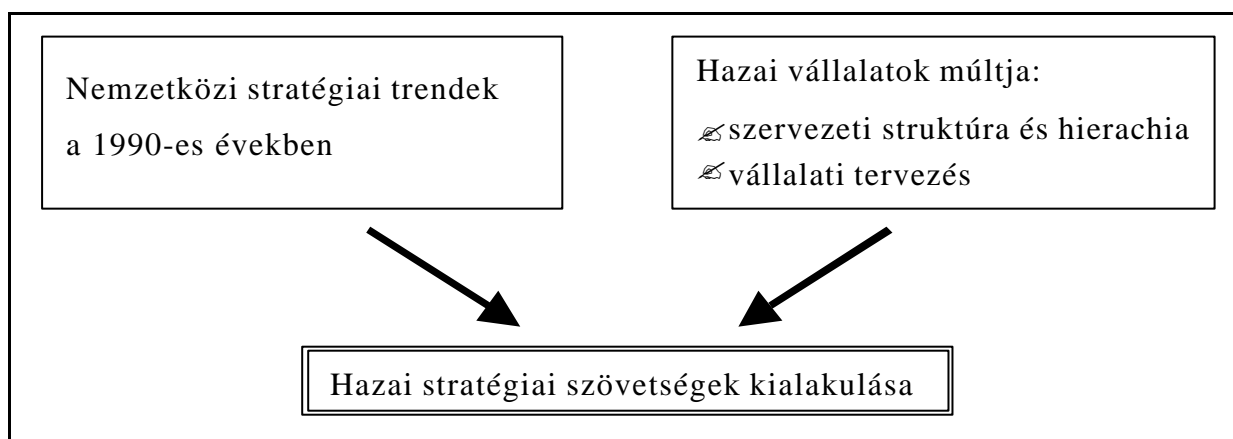 Nemzetközi stratégiai trendek
a 1990-es években
Hazai vállalatok múltja:
szervezeti struktúra és hierachia
vállalati tervezés
Hazai stratégiai szövetségek kialakulása